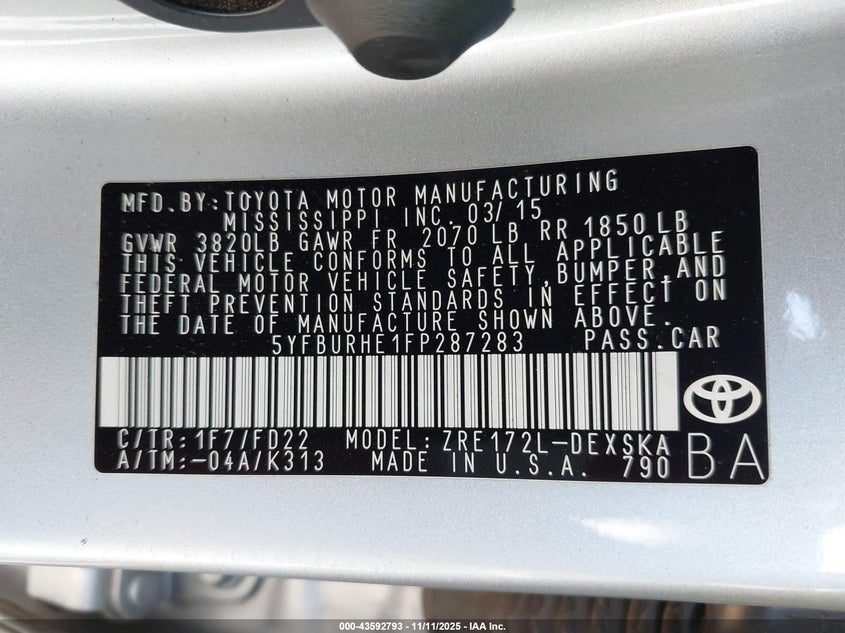 MFD.BY:TOYOTA MOTOR MANUFACTURING
MISSISSIPPI INC. 03/15
GVWR 3820LB GAWR FR 2070 LB RR 1850 LB
THIS VEHICLE CONFORMS TO ALL APPLICABLE
FEDERAL MOTOR VEHICLE SAFETY,BUMPER,AND
THEFT PREVENTION STANDARDS IN EFFECT ON
THE DATE OF MANUFACTURE SHOWN ABOVE.
5YFBURHE1FP287283 PASS.CAR
C/TR:1F7/FD22 MODEL:ZRE172L-DEXSKA
A/TM:-04A/K313 MADE IN U.S.A. 790 BA
000-43592793 - 11/11/2025 - IAA Inc.